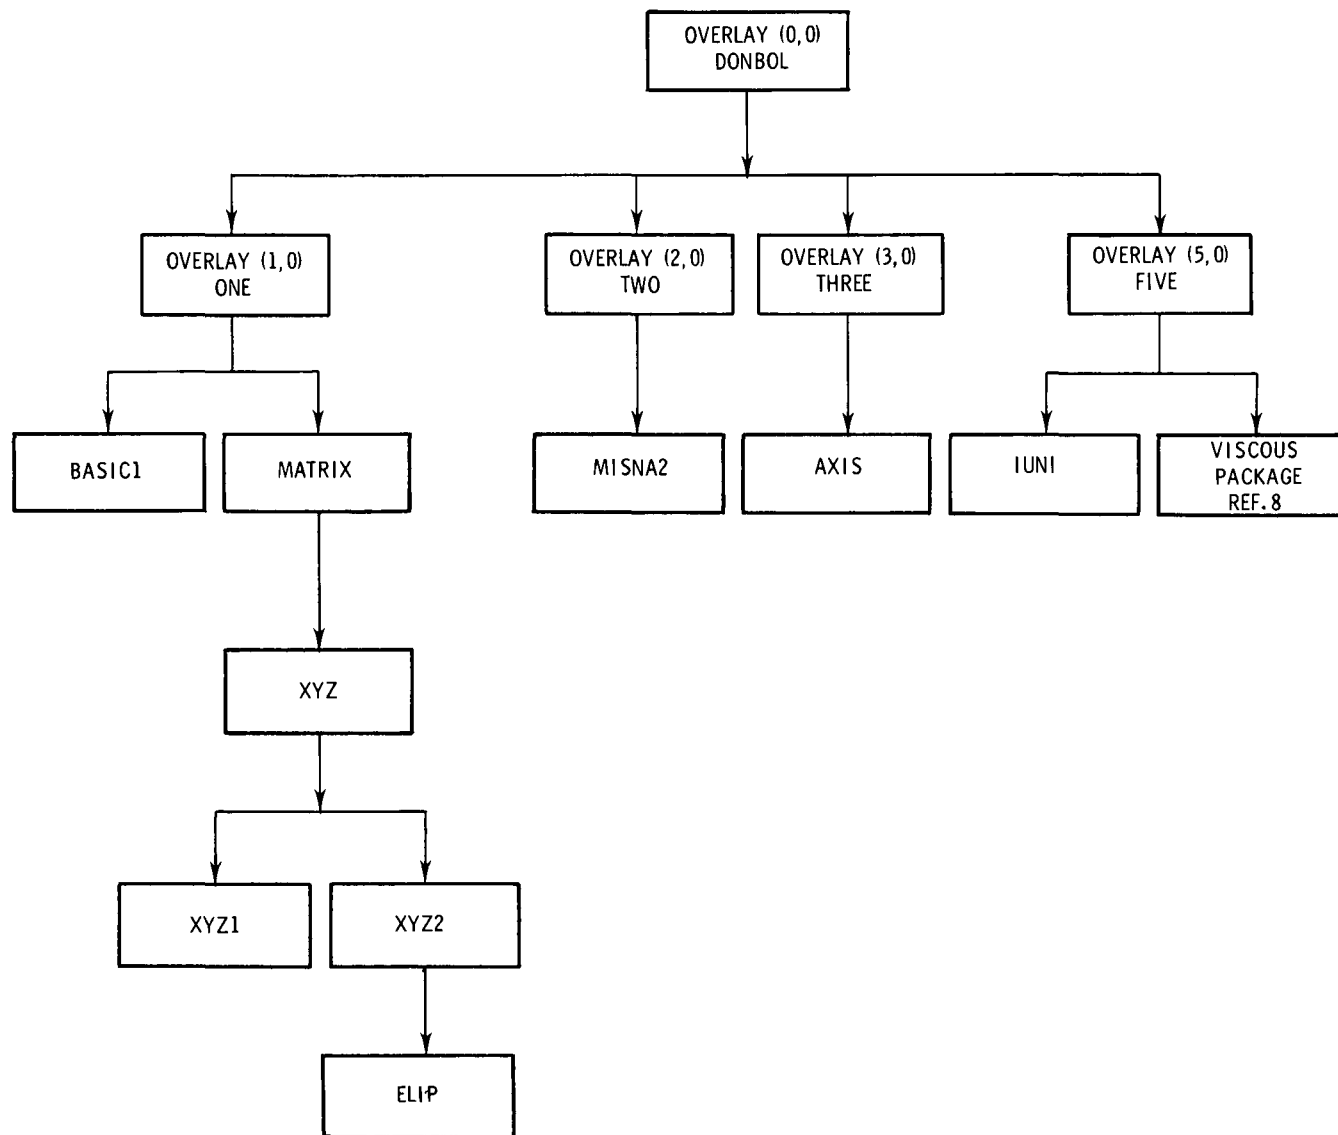 OVERLAY (0,0)
DONBOL
OVERLAY (1,0)
ONE
OVERLAY (2,0)
TWO
OVERLAY (3,0)
THREE
OVERLAY (5,0)
FIVE
BASIC1
MATRIX
MISNA2
AXIS
IUNI
VISCOUS
PACKAGE
REF. 8
XYZ
XYZ1
XYZ2
ELIP